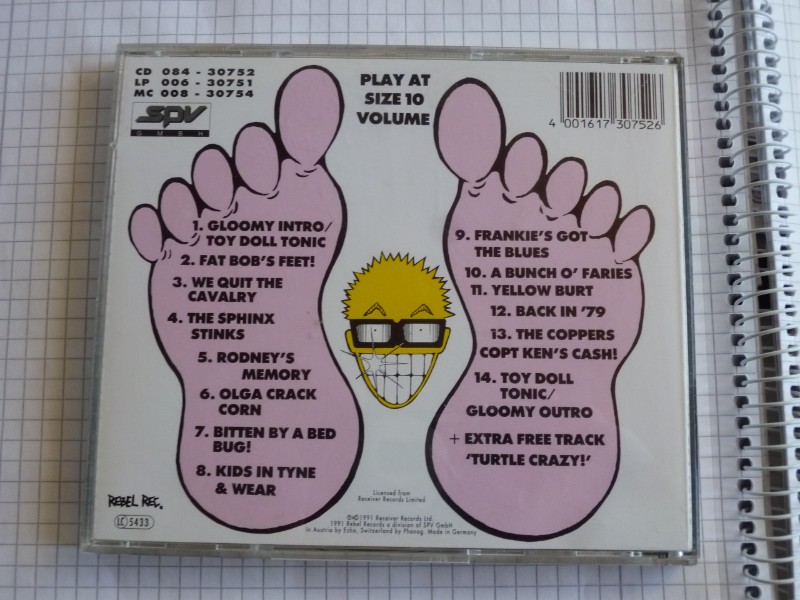 CD 084 - 30752
LP 006 - 30751
MC 008 - 30754
SPV
GMBH
PLAY AT
SIZE 10
VOLUME
4 001617 307526
1. GLOOMY INTRO/
TOY DOLL TONIC
2. FAT BOB'S FEET!
3. WE QUIT THE
CAVALRY
4. THE SPHINX
STINKS
5. RODNEY'S
MEMORY
6. OLGA CRACK
CORN
7. BITTEN BY A BED
BUG!
8. KIDS IN TYNE
& WEAR
9. FRANKIE'S GOT
THE BLUES
10. A BUNCH O' FARIES
11. YELLOW BURT
12. BACK IN '79
13. THE COPPERS
COPT KEN'S CASH!
14. TOY DOLL
TONIC/
GLOOMY OUTRO
+ EXTRA FREE TRACK
'TURTLE CRAZY!'
REBEL REC.
LC 5433
Licensed from
Receiver Records Limited
℗©1991 Receiver Records Ltd
1991 Rebel Records a division of SPV GmbH
In Austria by Echo, Switzerland by Phonag. Made in Germany